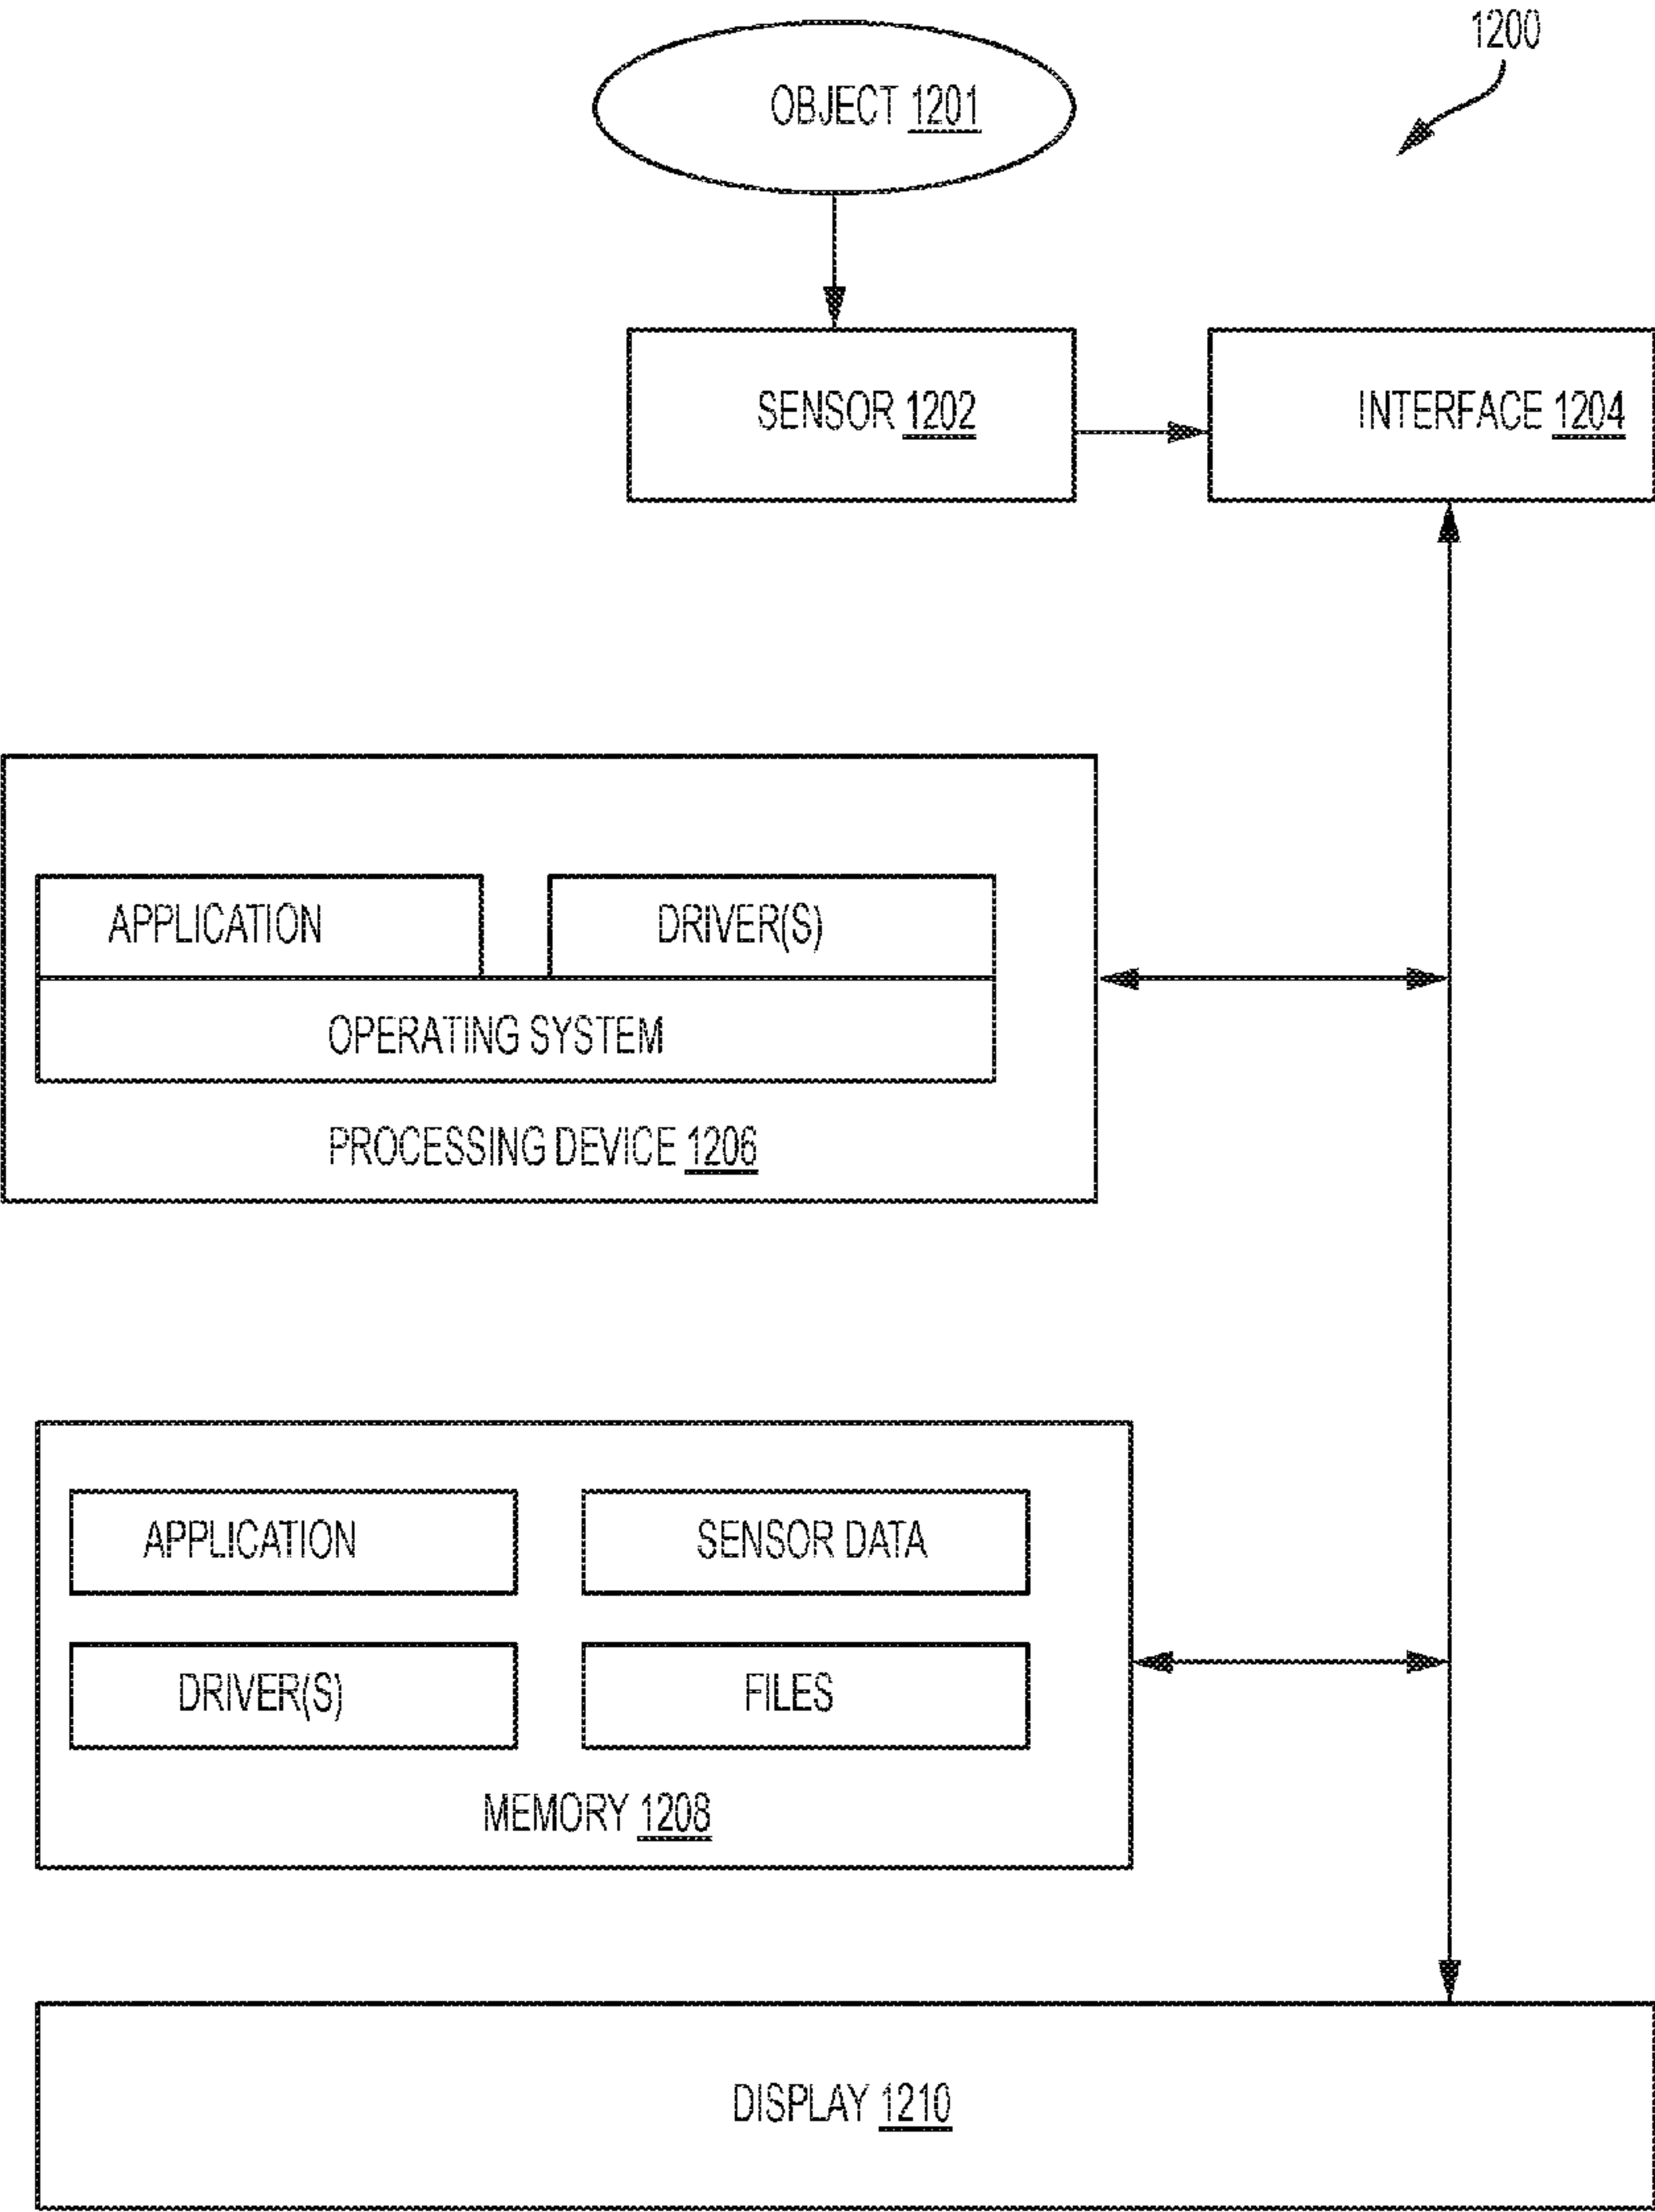 1200
OBJECT 1201
SENSOR 1202
INTERFACE 1204
APPLICATION
DRIVER(S)
OPERATING SYSTEM
PROCESSING DEVICE 1206
APPLICATION
SENSOR DATA
DRIVER(S)
FILES
MEMORY 1208
DISPLAY 1210